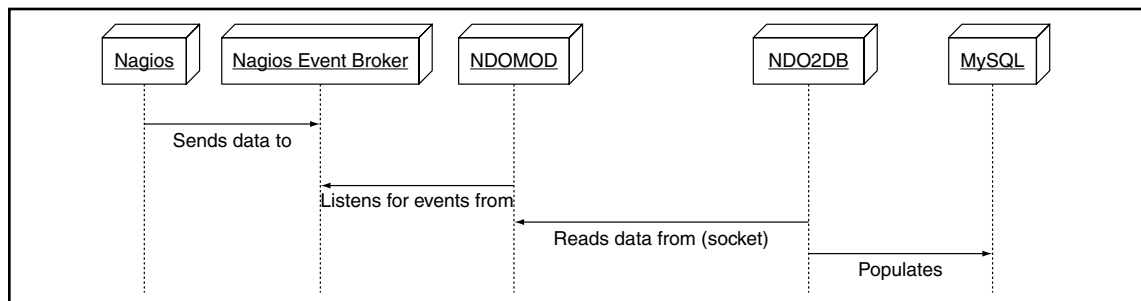 Nagios
Nagios Event Broker
NDOMOD
NDO2DB
MySQL
Sends data to
Listens for events from
Reads data from (socket)
Populates